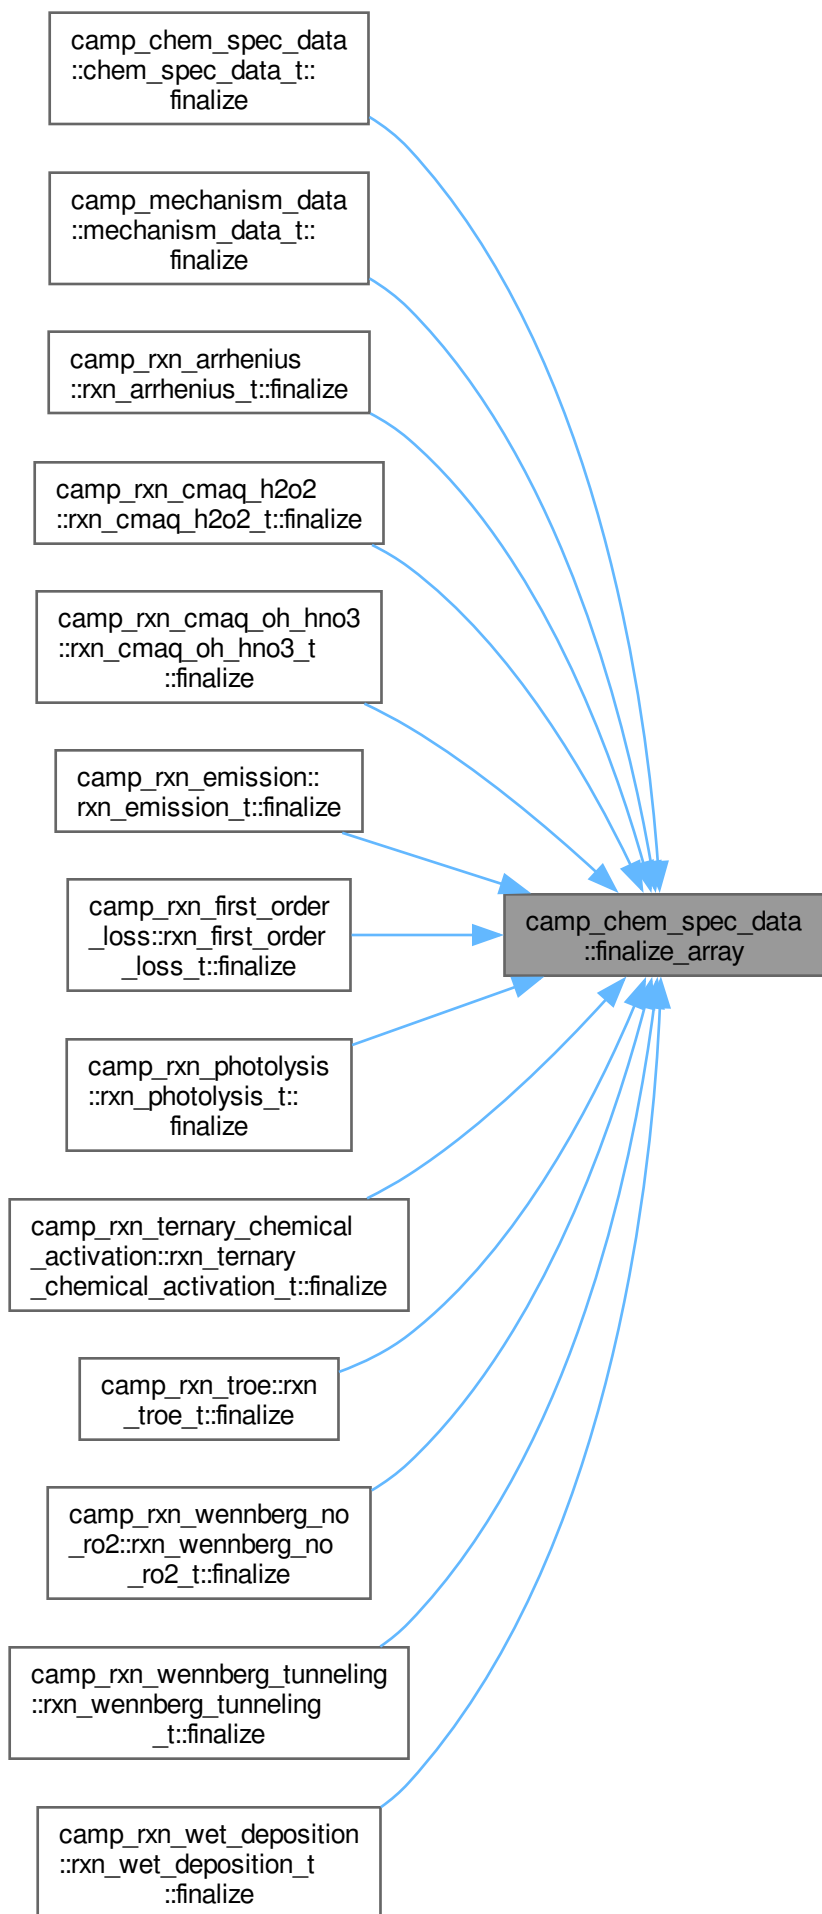 camp_chem_spec_data
::chem_spec_data_t::
finalize
camp_mechanism_data
::mechanism_data_t::
finalize
camp_rxn_arrhenius
::rxn_arrhenius_t::finalize
camp_rxn_cmaq_h2o2
::rxn_cmaq_h2o2_t::finalize
camp_rxn_cmaq_oh_hno3
::rxn_cmaq_oh_hno3_t
::finalize
camp_rxn_emission::
rxn_emission_t::finalize
camp_rxn_first_order
_loss::rxn_first_order
_loss_t::finalize
camp_chem_spec_data
::finalize_array
camp_rxn_photolysis
::rxn_photolysis_t::
finalize
camp_rxn_ternary_chemical
_activation::rxn_ternary
_chemical_activation_t::finalize
camp_rxn_troe::rxn
_troe_t::finalize
camp_rxn_wennberg_no
_ro2::rxn_wennberg_no
_ro2_t::finalize
camp_rxn_wennberg_tunneling
::rxn_wennberg_tunneling
_t::finalize
camp_rxn_wet_deposition
::rxn_wet_deposition_t
::finalize